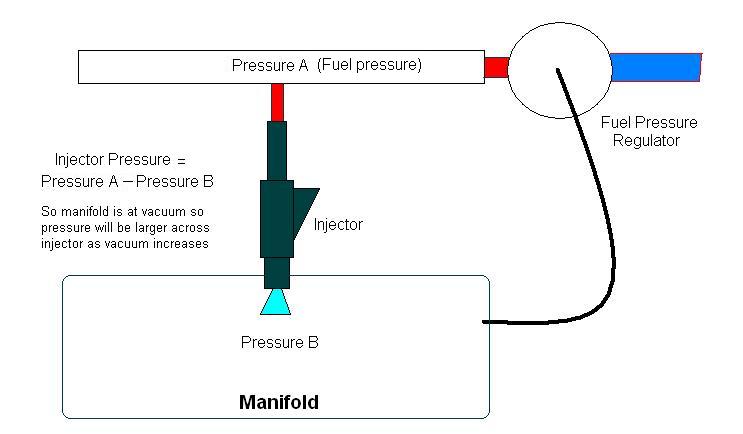 Pressure A (Fuel pressure)
Fuel Pressure
Regulator
Injector Pressure =
Pressure A – Pressure B
So manifold is at vacuum so
pressure will be larger across
injector as vacuum increases
Injector
Pressure B
Manifold